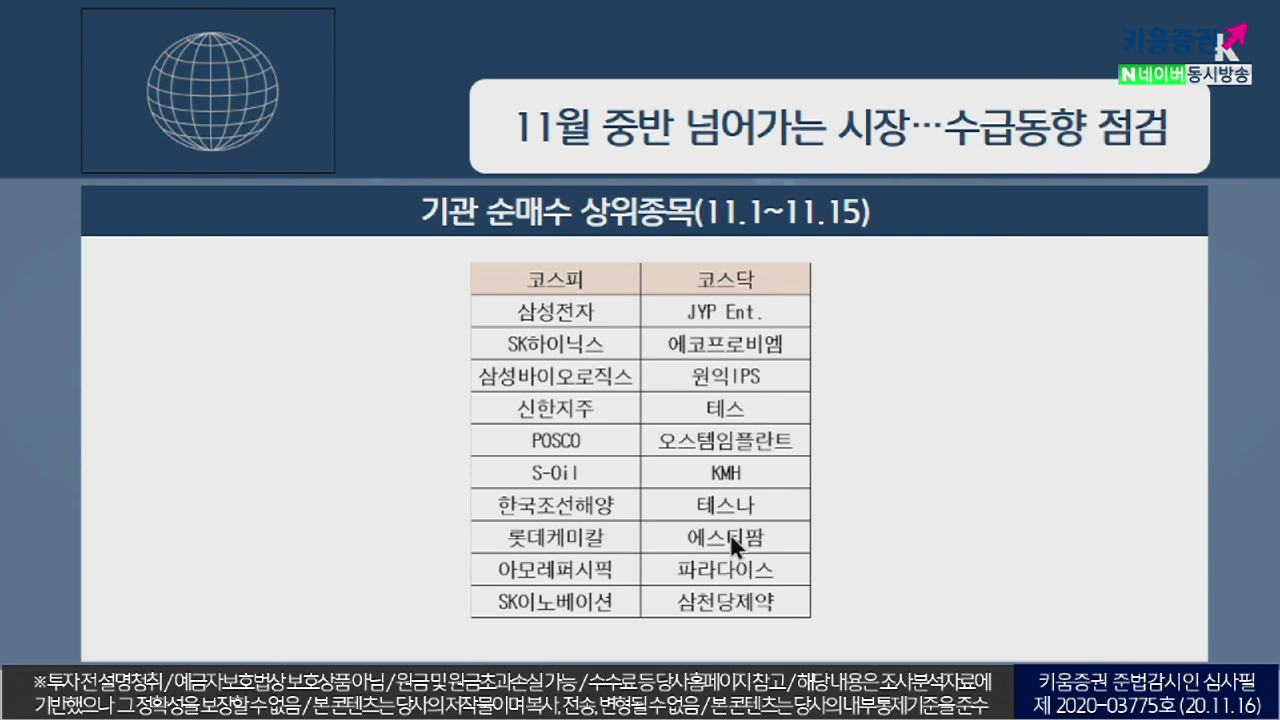 키움증권
N네이버 동시방송
11월 중반 넘어가는 시장…수급동향 점검
기관 순매수 상위종목(11.1~11.15)
코스피 코스닥
삼성전자 JYP Ent.
SK하이닉스 에코프로비엠
삼성바이오로직스 원익IPS
신한지주 테스
POSCO 오스템임플란트
S-Oil KMH
한국조선해양 테스나
롯데케미칼 에스티팜
아모레퍼시픽 파라다이스
SK이노베이션 삼천당제약
※ 투자 전 설명청취 / 예금자보호법상 보호상품 아님 / 원금 및 원금초과손실 가능 / 수수료 등 당사 홈페이지 참고 / 해당 내용은 조사분석자료에
기반했으나 그 정확성을 보장할 수 없음 / 본 콘텐츠는 당사의 저작물이며 복사, 전송, 변형될 수 없음 / 본 콘텐츠는 당사의 내부통제기준을 준수
키움증권 준법감시인 심사필
제 2020-03775호 (20.11.16)